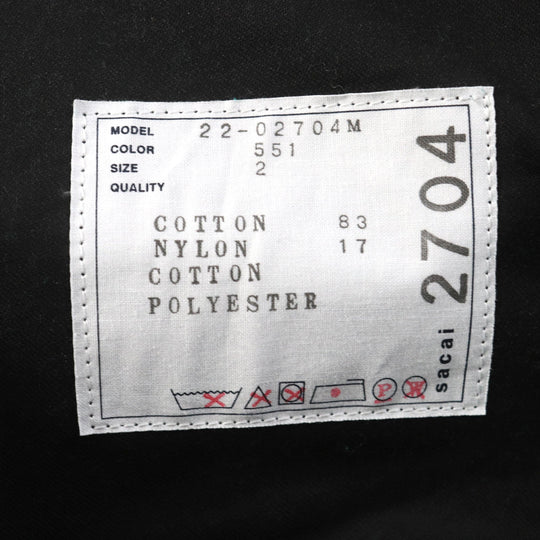 MODEL 22-02704M
COLOR 551
SIZE 2
QUALITY
COTTON 83
NYLON 17
COTTON
POLYESTER
P
W
sacai 2704